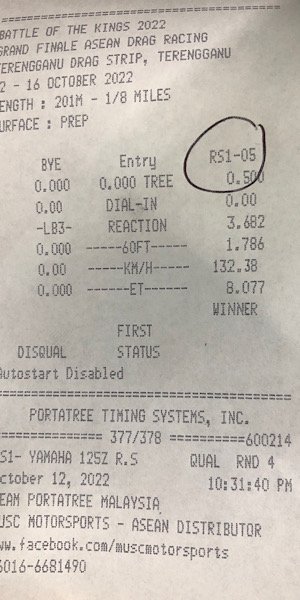 ==============================
BATTLE OF THE KINGS 2022
GRAND FINALE ASEAN DRAG RACING
TERENGGANU DRAG STRIP, TERENGGANU
2 - 16 OCTOBER 2022
ENGTH : 201M - 1/8 MILES
URFACE : PREP
BYE Entry RS1-05
0.000 0.000 TREE 0.500
0.00 DIAL-IN 0.00
-LB3- REACTION 3.682
0.000 ------60FT------ 1.786
0.00 ------KM/H------ 132.38
0.000 ------ET------ 8.077
WINNER
FIRST
DISQUAL STATUS
Autostart Disabled
==============================
PORTATREE TIMING SYSTEMS, INC.
============ 377/378 ==========600214
S1- YAMAHA 125Z R.S QUAL RND 4
ctober 12, 2022 10:31:40 PM
EAM PORTATREE MALAYSIA
USC MOTORSPORTS - ASEAN DISTRIBUTOR
ww.facebook.com/muscmotorsports
6016-6681490